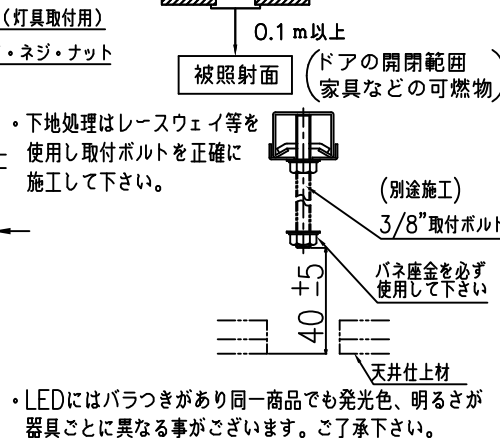 (灯具取付用)
・ネジ・ナット
0.1m以上
被照射面
(ドアの開閉範囲
家具などの可燃物)
・下地処理はレースウェイ等を
使用し取付ボルトを正確に
施工して下さい。
(別途施工)
3/8”取付ボルト
バネ座金を必ず
使用して下さい
40±5
天井仕上材
・LEDにはバラつきがあり同一商品でも発光色、明るさが
器具ごとに異なる事がございます。ご了承下さい。